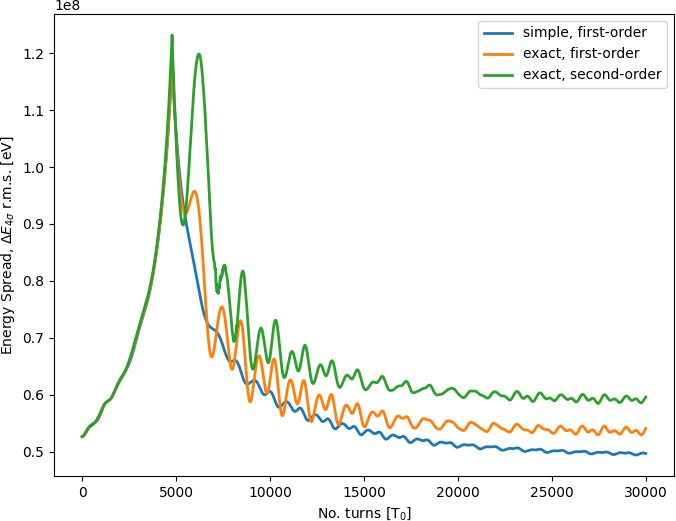 1e8
simple, first-order
exact, first-order
exact, second-order
1.2
1.1
1.0
0.9
0.8
0.7
0.6
0.5
Energy Spread, ΔE₄σ r.m.s. [eV]
0 5000 10000 15000 20000 25000 30000
No. turns [T₀]